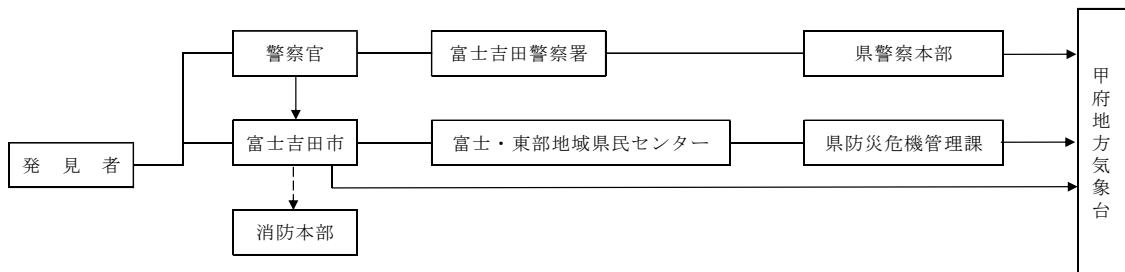 警察官
富士吉田警察署
県警察本部
発見者
富士吉田市
富士・東部地域県民センター
県防災危機管理課
消防本部
甲府地方気象台